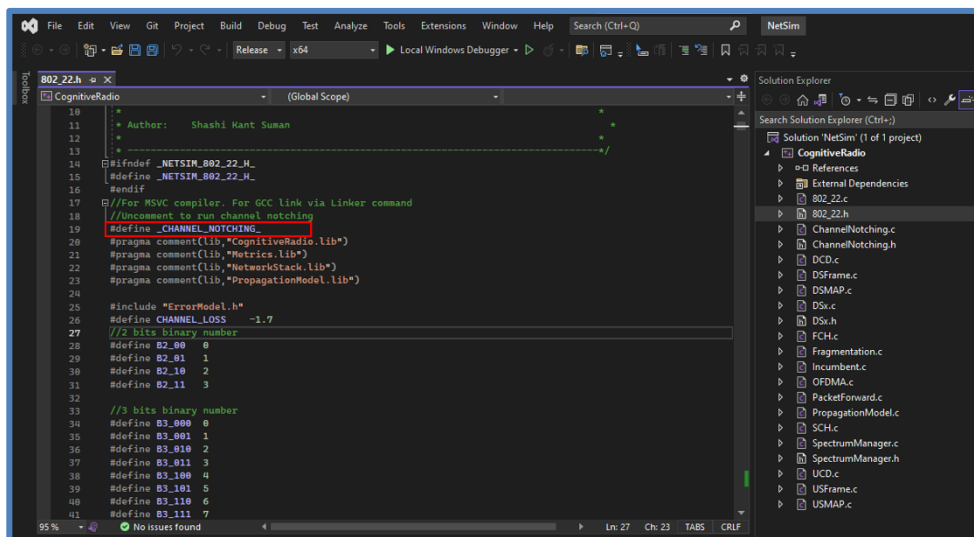 File Edit View Git Project Build Debug Test Analyze Tools Extensions Window Help Search (Ctrl+Q) NetSim
Release x64 Local Windows Debugger
Toolbox
802_22.h
CognitiveRadio (Global Scope)
10 * *
11 * Author: Shashi Kant Suman *
12 * *
13 * ---------------------------------------------------------------------------------*/
14 #ifndef _NETSIM_802_22_H_
15 #define _NETSIM_802_22_H_
16 #endif
17 //For MSVC compiler. For GCC link via Linker command
18 //Uncomment to run channel notching
19 #define _CHANNEL_NOTCHING_
20 #pragma comment(lib,"CognitiveRadio.lib")
21 #pragma comment(lib,"Metrics.lib")
22 #pragma comment(lib,"NetworkStack.lib")
23 #pragma comment(lib,"PropagationModel.lib")
24
25 #include "ErrorModel.h"
26 #define CHANNEL_LOSS -1.7
27 //2 bits binary number
28 #define B2_00 0
29 #define B2_01 1
30 #define B2_10 2
31 #define B2_11 3
32
33 //3 bits binary number
34 #define B3_000 0
35 #define B3_001 1
36 #define B3_010 2
37 #define B3_011 3
38 #define B3_100 4
39 #define B3_101 5
40 #define B3_110 6
41 #define B3_111 7
95 % No issues found Ln: 27 Ch: 23 TABS CRLF
Solution Explorer
Search Solution Explorer (Ctrl+;)
Solution 'NetSim' (1 of 1 project)
CognitiveRadio
References
External Dependencies
802_22.c
802_22.h
ChannelNotching.c
ChannelNotching.h
DCD.c
DSFrame.c
DSMAP.c
DSx.c
DSx.h
FCH.c
Fragmentation.c
Incumbent.c
OFDMA.c
PacketForward.c
PropagationModel.c
SCH.c
SpectrumManager.c
SpectrumManager.h
UCD.c
USFrame.c
USMAP.c